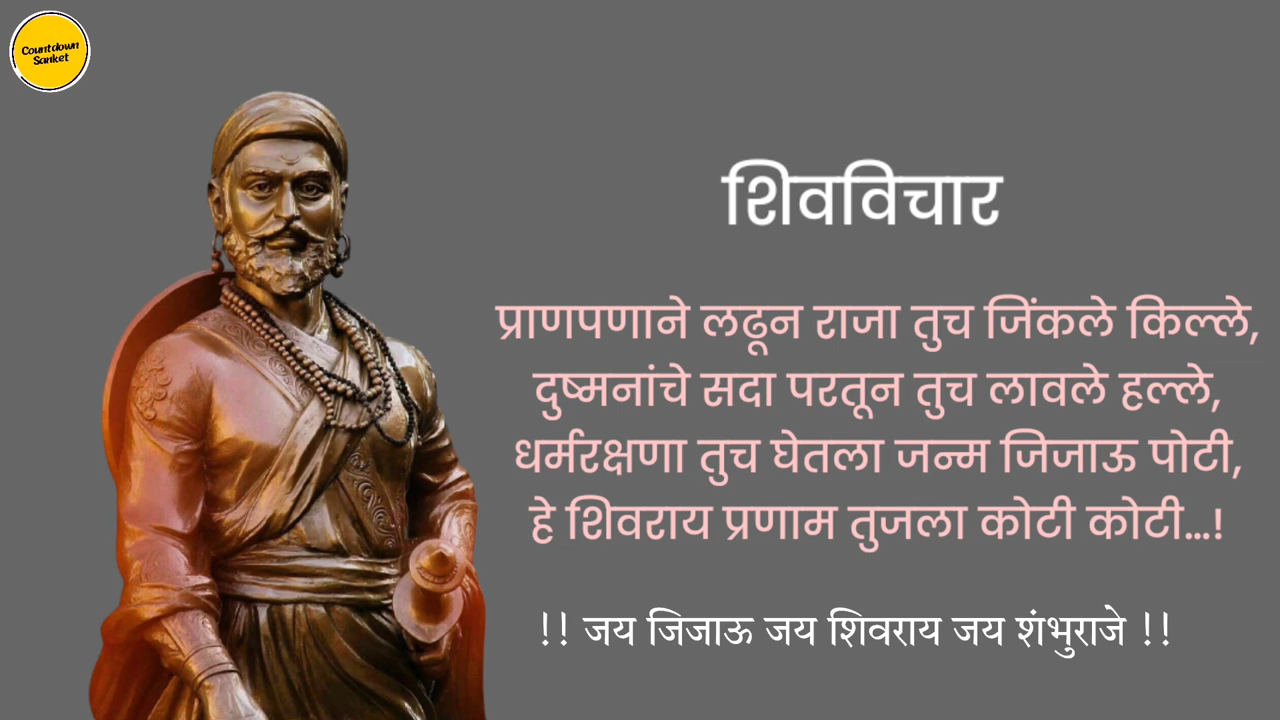 Countdown
Sanket
शिवविचार
प्राणपणाने लढून राजा तुच जिंकले किल्ले,
दुष्मनांचे सदा परतून तुच लावले हल्ले,
धर्मरक्षणा तुच घेतला जन्म जिजाऊ पोटी,
हे शिवराय प्रणाम तुजला कोटी कोटी...!
!! जय जिजाऊ जय शिवराय जय शंभुराजे !!